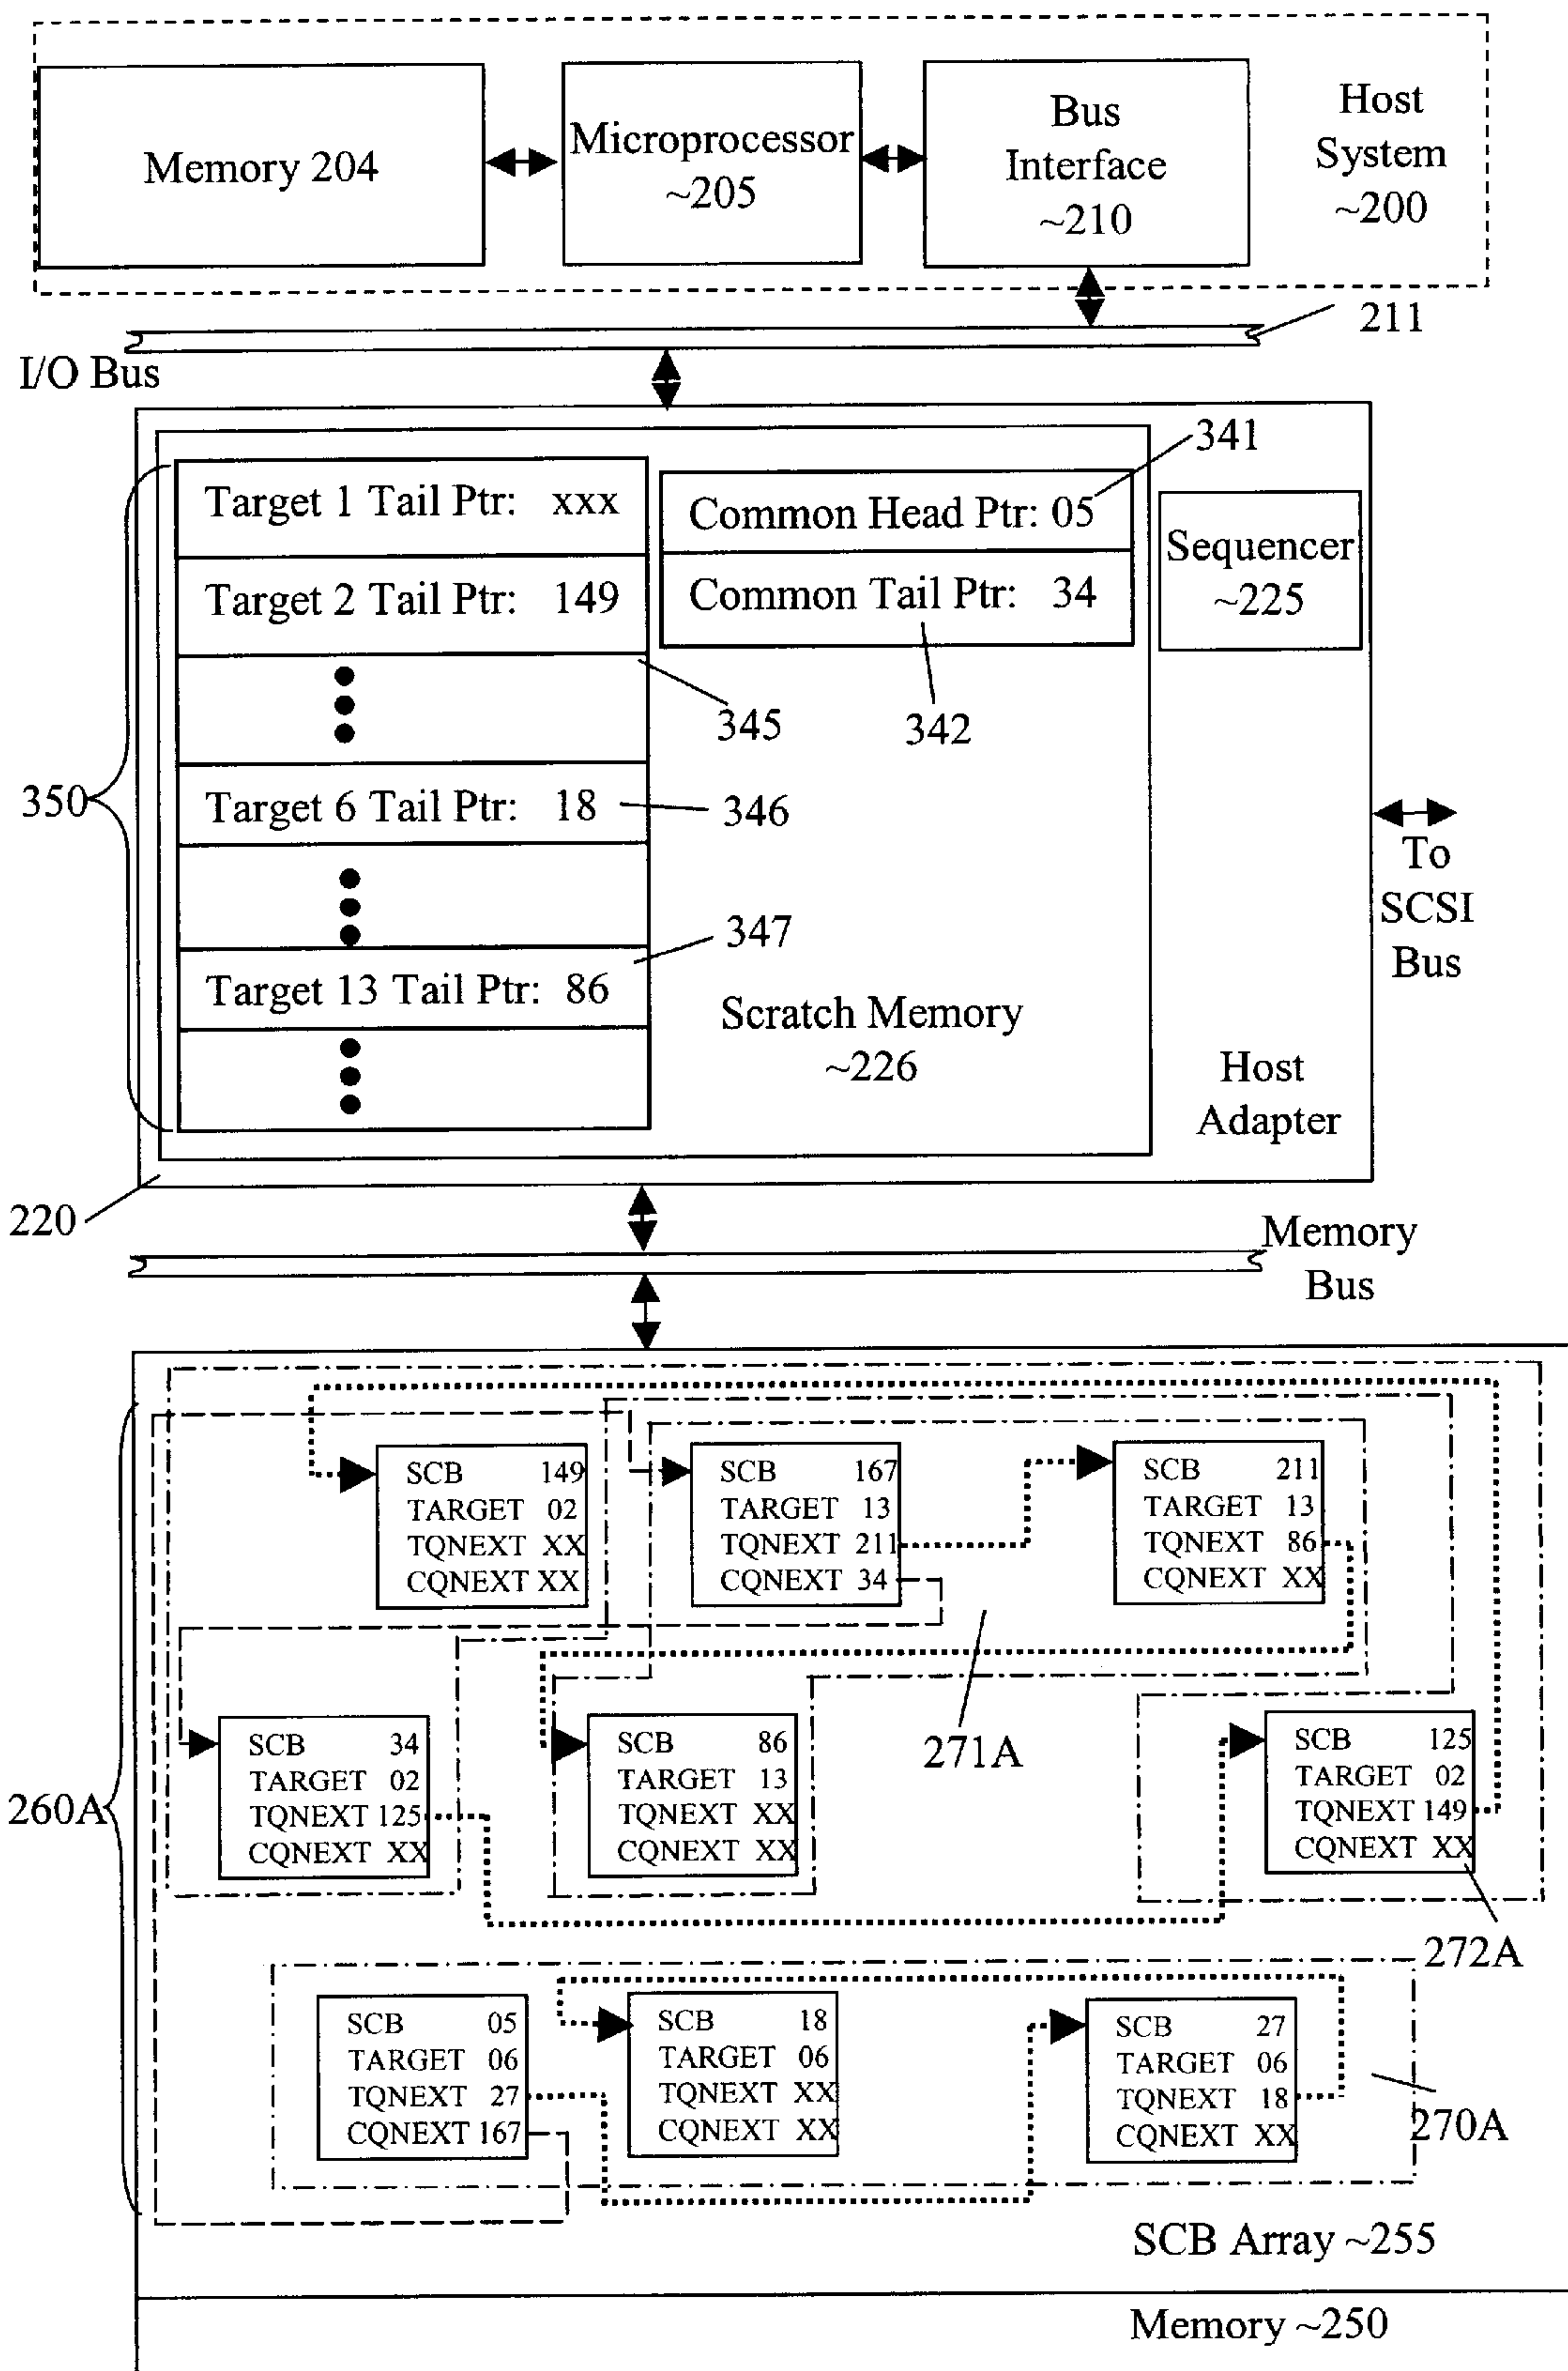 Memory 204
Microprocessor
~205
Bus
Interface
~210
Host
System
~200
211
I/O Bus
341
Target 1 Tail Ptr: xxx
Common Head Ptr: 05
Target 2 Tail Ptr: 149
Common Tail Ptr: 34
Sequencer
~225
345
342
350
Target 6 Tail Ptr: 18
346
To
SCSI
Bus
347
Target 13 Tail Ptr: 86
Scratch Memory
~226
Host
Adapter
220
Memory
Bus
SCB 149
TARGET 02
TQNEXT XX
CQNEXT XX
SCB 167
TARGET 13
TQNEXT 211
CQNEXT 34
SCB 211
TARGET 13
TQNEXT 86
CQNEXT XX
271A
260A
SCB 34
TARGET 02
TQNEXT 125
CQNEXT XX
SCB 86
TARGET 13
TQNEXT XX
CQNEXT XX
SCB 125
TARGET 02
TQNEXT 149
CQNEXT XX
272A
SCB 05
TARGET 06
TQNEXT 27
CQNEXT 167
SCB 18
TARGET 06
TQNEXT XX
CQNEXT XX
SCB 27
TARGET 06
TQNEXT 18
CQNEXT XX
270A
SCB Array ~255
Memory ~250